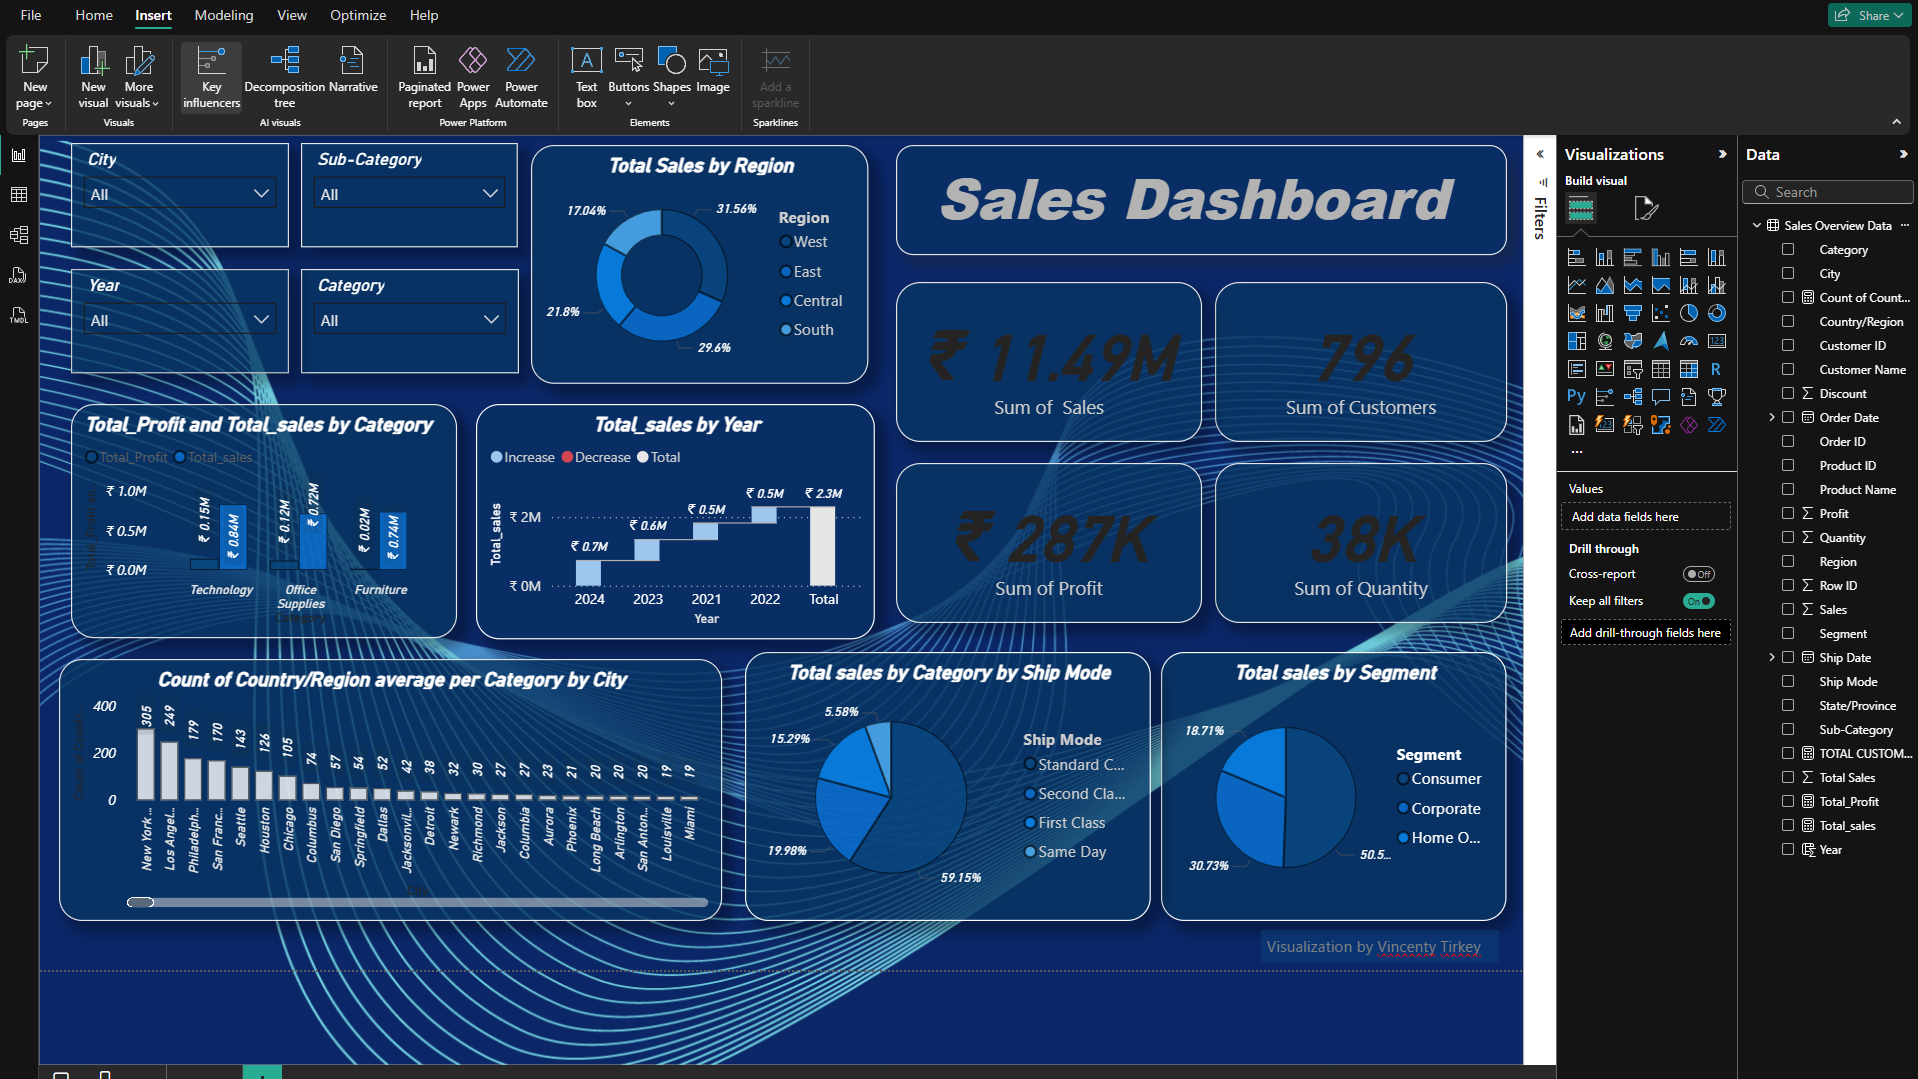 File Home Insert Modeling View Optimize Help
Share
New page
New visual
More visuals
Key influencers
Decomposition tree
Narrative
Paginated report
Power Apps
Power Automate
Text box
Buttons
Shapes
Image
Add a sparkline
Pages
Visuals
AI visuals
Power Platform
Elements
Sparklines
City
All
Sub-Category
All
Year
All
Category
All
Total Sales by Region
17.04%
31.56%
21.8%
29.6%
Region
West
East
Central
South
Sales Dashboard
₹ 11.49M
Sum of Sales
796
Sum of Customers
₹ 287K
Sum of Profit
38K
Sum of Quantity
Total_Profit and Total_sales by Category
Total_Profit Total_sales
₹ 1.0M
₹ 0.5M
₹ 0.0M
₹ 0.15M
₹ 0.84M
₹ 0.12M
₹ 0.72M
₹ 0.02M
₹ 0.74M
Technology
Office Supplies
Furniture
Total_sales by Year
Increase Decrease Total
Total_sales
₹ 2M
₹ 0M
₹ 0.7M
₹ 0.6M
₹ 0.5M
₹ 0.5M
₹ 2.3M
2024 2023 2021 2022 Total
Year
Count of Country/Region average per Category by City
400
200
0
305 249 179 170 143 126 105 74 57 54 52 42 38 32 30 27 27 23 21 20 20 20 19 19
New York ...
Los Angel...
Philadelph...
San Franc...
Seattle
Houston
Chicago
Columbus
San Diego
Springfield
Dallas
Jacksonvil...
Detroit
Newark
Richmond
Jackson
Columbia
Aurora
Phoenix
Long Beach
Arlington
San Anton...
Louisville
Miami
Total sales by Category by Ship Mode
5.58%
15.29%
19.98%
59.15%
Ship Mode
Standard C...
Second Cla...
First Class
Same Day
Total sales by Segment
18.71%
30.73%
50.5...
Segment
Consumer
Corporate
Home O...
Visualization by Vincenty Tirkey
Filters
Visualizations
Build visual
Values
Add data fields here
Drill through
Cross-report
Off
Keep all filters
On
Add drill-through fields here
Data
Search
Sales Overview Data
Category
City
Count of Count...
Country/Region
Customer ID
Customer Name
Discount
Order Date
Order ID
Product ID
Product Name
Profit
Quantity
Region
Row ID
Sales
Segment
Ship Date
Ship Mode
State/Province
Sub-Category
TOTAL CUSTOM...
Total Sales
Total_Profit
Total_sales
Year